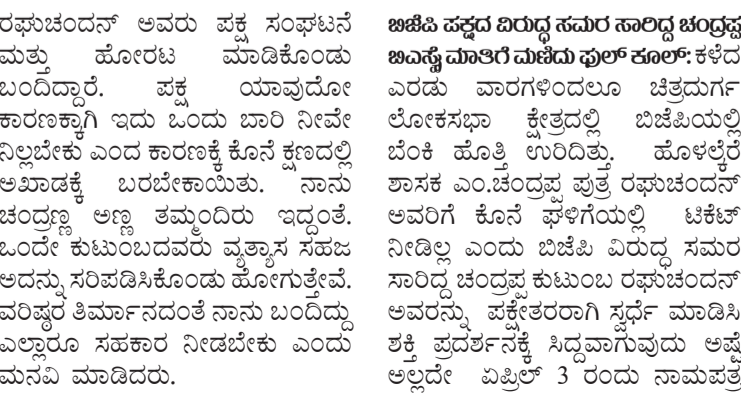 ರಘುಚಂದನ್ ಅವರು ಪಕ್ಷ ಸಂಘಟನೆ
ಮತ್ತು ಹೋರಟ ಮಾಡಿಕೊಂಡು
ಬಂದಿದ್ದಾರೆ. ಪಕ್ಷ ಯಾವುದೋ
ಕಾರಣಕ್ಕಾಗಿ ಇದು ಒಂದು ಬಾರಿ ನೀವೇ
ನಿಲ್ಲಬೇಕು ಎಂದ ಕಾರಣಕ್ಕೆ ಕೊನೆ ಕ್ಷಣದಲ್ಲಿ
ಅಖಾಡಕ್ಕೆ ಬರಬೇಕಾಯಿತು. ನಾನು
ಚಂದ್ರಣ್ಣ ಅಣ್ಣ ತಮ್ಮಂದಿರು ಇದ್ದಂತೆ.
ಒಂದೇ ಕುಟುಂಬದವರು ವ್ಯತ್ಯಾಸ ಸಹಜ
ಅದನ್ನು ಸರಿಪಡಿಸಿಕೊಂಡು ಹೋಗುತ್ತೇವೆ.
ವರಿಷ್ಠರ ತಿರ್ಮಾನದಂತೆ ನಾನು ಬಂದಿದ್ದು
ಎಲ್ಲಾರೂ ಸಹಕಾರ ನೀಡಬೇಕು ಎಂದು
ಮನವಿ ಮಾಡಿದರು.
ಬಿಜೆಪಿ ಪಕ್ಷದ ವಿರುದ್ಧ ಸಮರ ಸಾರಿದ್ದ ಚಂದ್ರಪ್ಪ
ಬಿಎಸ್ವೈ ಮಾತಿಗೆ ಮಣಿದು ಫುಲ್ ಕೂಲ್: ಕಳೆದ
ಎರಡು ವಾರಗಳಿಂದಲೂ ಚಿತ್ರದುರ್ಗ
ಲೋಕಸಭಾ ಕ್ಷೇತ್ರದಲ್ಲಿ ಬಿಜೆಪಿಯಲ್ಲಿ
ಬೆಂಕಿ ಹೊತ್ತಿ ಉರಿದಿತ್ತು. ಹೊಳಲ್ಕೆರೆ
ಶಾಸಕ ಎಂ.ಚಂದ್ರಪ್ಪ ಪುತ್ರ ರಘುಚಂದನ್
ಅವರಿಗೆ ಕೊನೆ ಘಳಿಗೆಯಲ್ಲಿ ಟಿಕೆಟ್
ನೀಡಿಲ್ಲ ಎಂದು ಬಿಜೆಪಿ ವಿರುದ್ಧ ಸಮರ
ಸಾರಿದ್ದ ಚಂದ್ರಪ್ಪ ಕುಟುಂಬ ರಘುಚಂದನ್
ಅವರನ್ನು ಪಕ್ಷೇತರರಾಗಿ ಸ್ಪರ್ಧೆ ಮಾಡಿಸಿ
ಶಕ್ತಿ ಪ್ರದರ್ಶನಕ್ಕೆ ಸಿದ್ದವಾಗುವುದು ಅಷ್ಟೆ
ಅಲ್ಲದೇ ಏಪ್ರಿಲ್ 3 ರಂದು ನಾಮಪತ್ರ